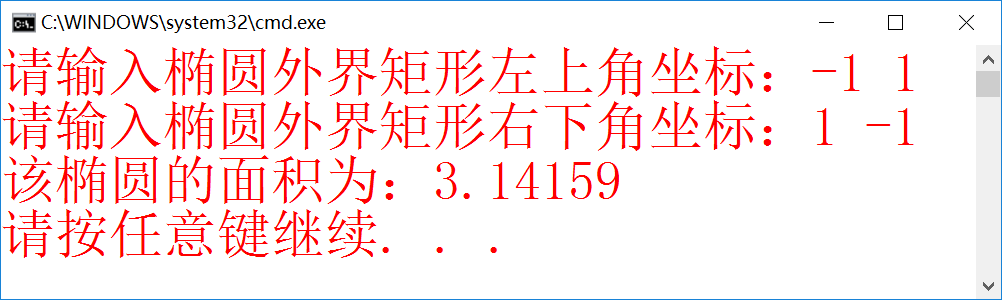 C:\WINDOWS\system32\cmd.exe
请输入椭圆外界矩形左上角坐标：-1 1
请输入椭圆外界矩形右下角坐标：1 -1
该椭圆的面积为：3.14159
请按任意键继续. . .